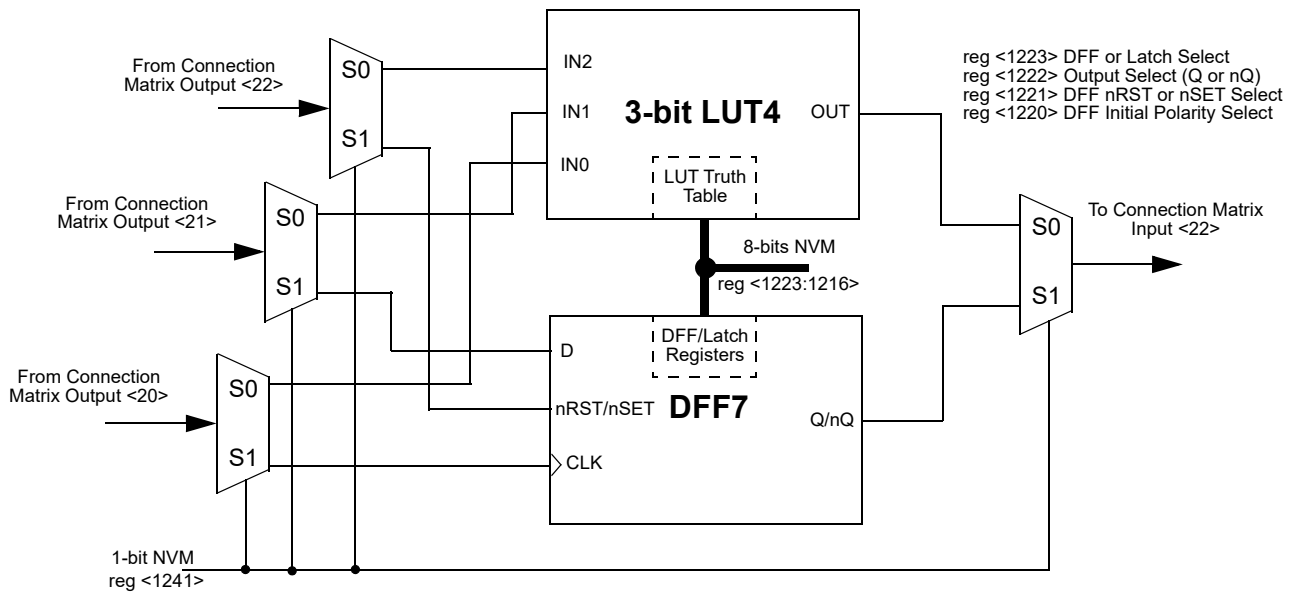 From Connection
Matrix Output <22>
S0
S1
From Connection
Matrix Output <21>
S0
S1
From Connection
Matrix Output <20>
S0
S1
1-bit NVM
reg <1241>
IN2
IN1
IN0
3-bit LUT4
OUT
LUT Truth
Table
8-bits NVM
reg <1223:1216>
DFF/Latch
Registers
D
nRST/nSET
DFF7
CLK
Q/nQ
reg <1223> DFF or Latch Select
reg <1222> Output Select (Q or nQ)
reg <1221> DFF nRST or nSET Select
reg <1220> DFF Initial Polarity Select
S0
S1
To Connection Matrix
Input <22>